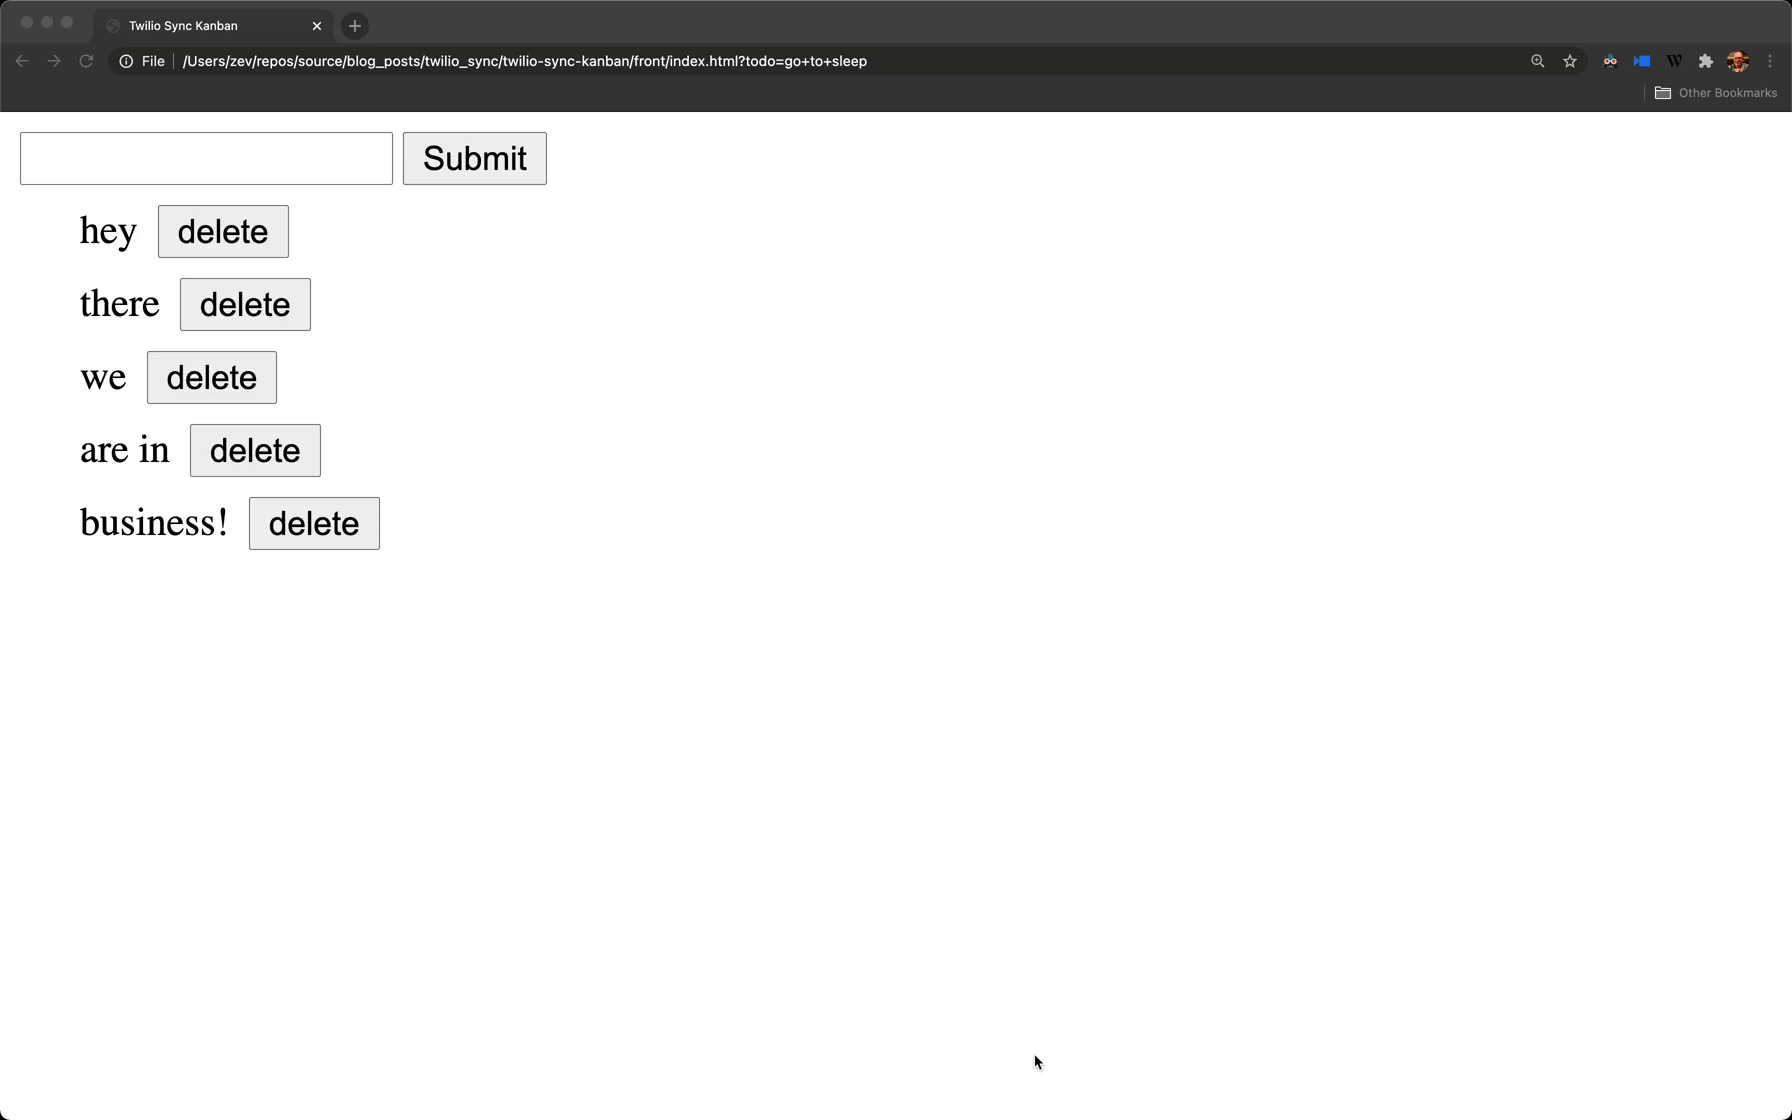 Twilio Sync Kanban
File /Users/zev/repos/source/blog_posts/twilio_sync/twilio-sync-kanban/front/index.html?todo=go+to+sleep
W
Other Bookmarks
Submit
hey delete
there delete
we delete
are in delete
business! delete